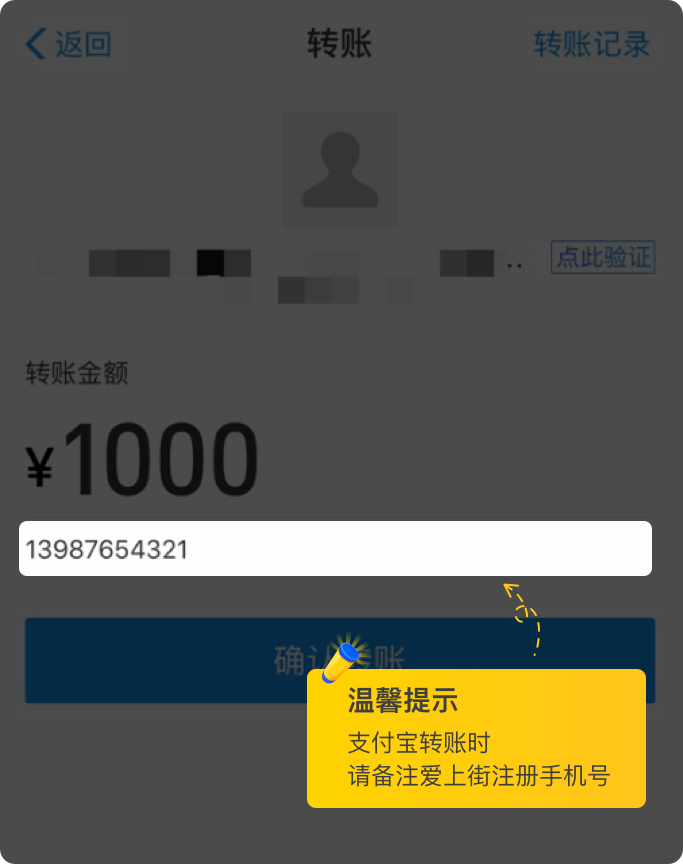 返回 转账 转账记录
点此验证
转账金额
¥1000
13987654321
确认转账
温馨提示
支付宝转账时
请备注爱上街注册手机号